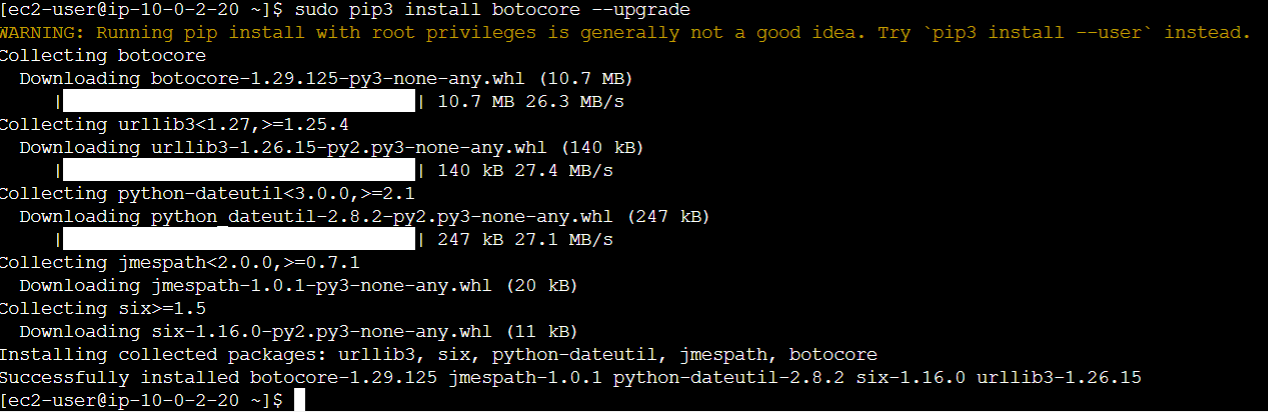 [ec2-user@ip-10-0-2-20 ~]$ sudo pip3 install botocore --upgrade
WARNING: Running pip install with root privileges is generally not a good idea. Try `pip3 install --user` instead.
Collecting botocore
  Downloading botocore-1.29.125-py3-none-any.whl (10.7 MB)
     |                                | 10.7 MB 26.3 MB/s
Collecting urllib3<1.27,>=1.25.4
  Downloading urllib3-1.26.15-py2.py3-none-any.whl (140 kB)
     |                                | 140 kB 27.4 MB/s
Collecting python-dateutil<3.0.0,>=2.1
  Downloading python_dateutil-2.8.2-py2.py3-none-any.whl (247 kB)
     |                                | 247 kB 27.1 MB/s
Collecting jmespath<2.0.0,>=0.7.1
  Downloading jmespath-1.0.1-py3-none-any.whl (20 kB)
Collecting six>=1.5
  Downloading six-1.16.0-py2.py3-none-any.whl (11 kB)
Installing collected packages: urllib3, six, python-dateutil, jmespath, botocore
Successfully installed botocore-1.29.125 jmespath-1.0.1 python-dateutil-2.8.2 six-1.16.0 urllib3-1.26.15
[ec2-user@ip-10-0-2-20 ~]$